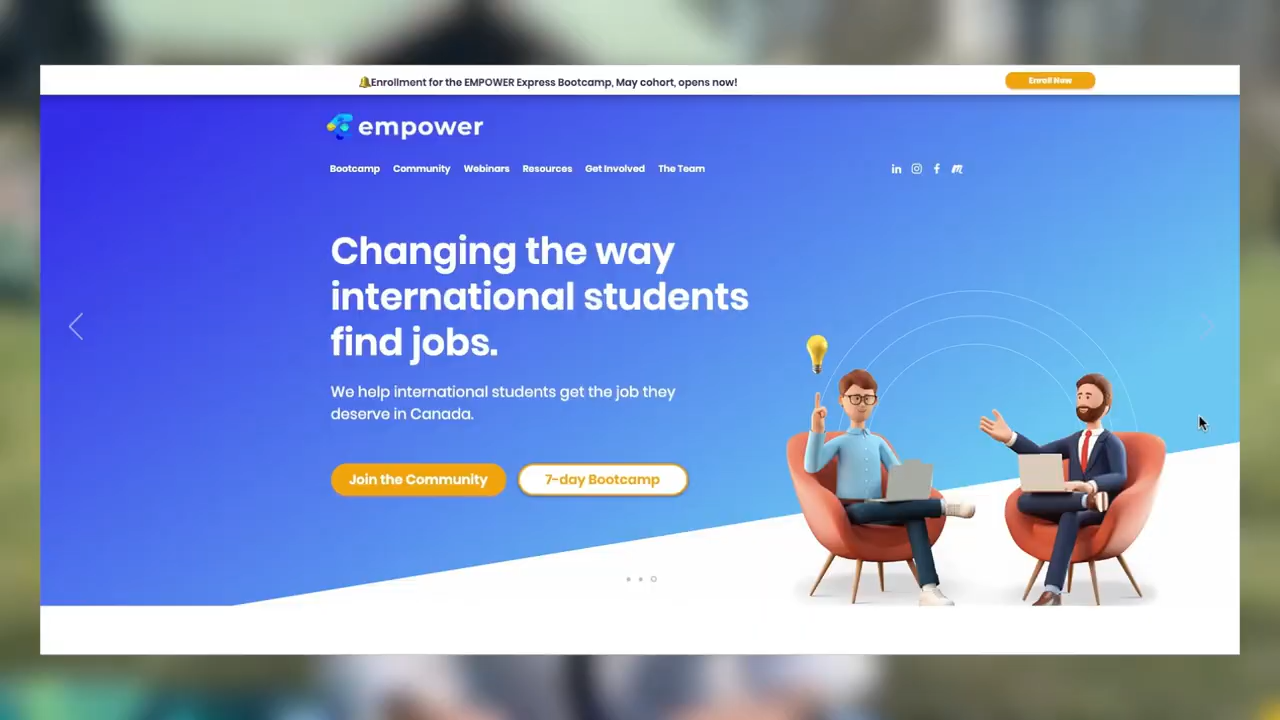 🔔Enrollment for the EMPOWER Express Bootcamp, May cohort, opens now!
Enroll Now
empower
Bootcamp Community Webinars Resources Get Involved The Team
Changing the way
international students
find jobs.
We help international students get the job they
deserve in Canada.
Join the Community
7-day Bootcamp